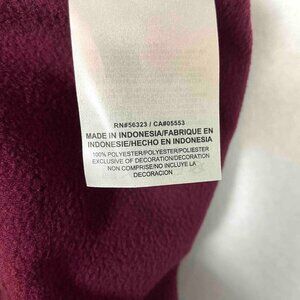 RN#56323 / CA#05553
MADE IN INDONESIA/FABRIQUE EN
INDONESIE/HECHO EN INDONESIA
100% POLYESTER/POLYESTER/POLIESTER
EXCLUSIVE OF DECORATION/DECORATION
NON COMPRISE/NO INCLUYE LA
DECORACION